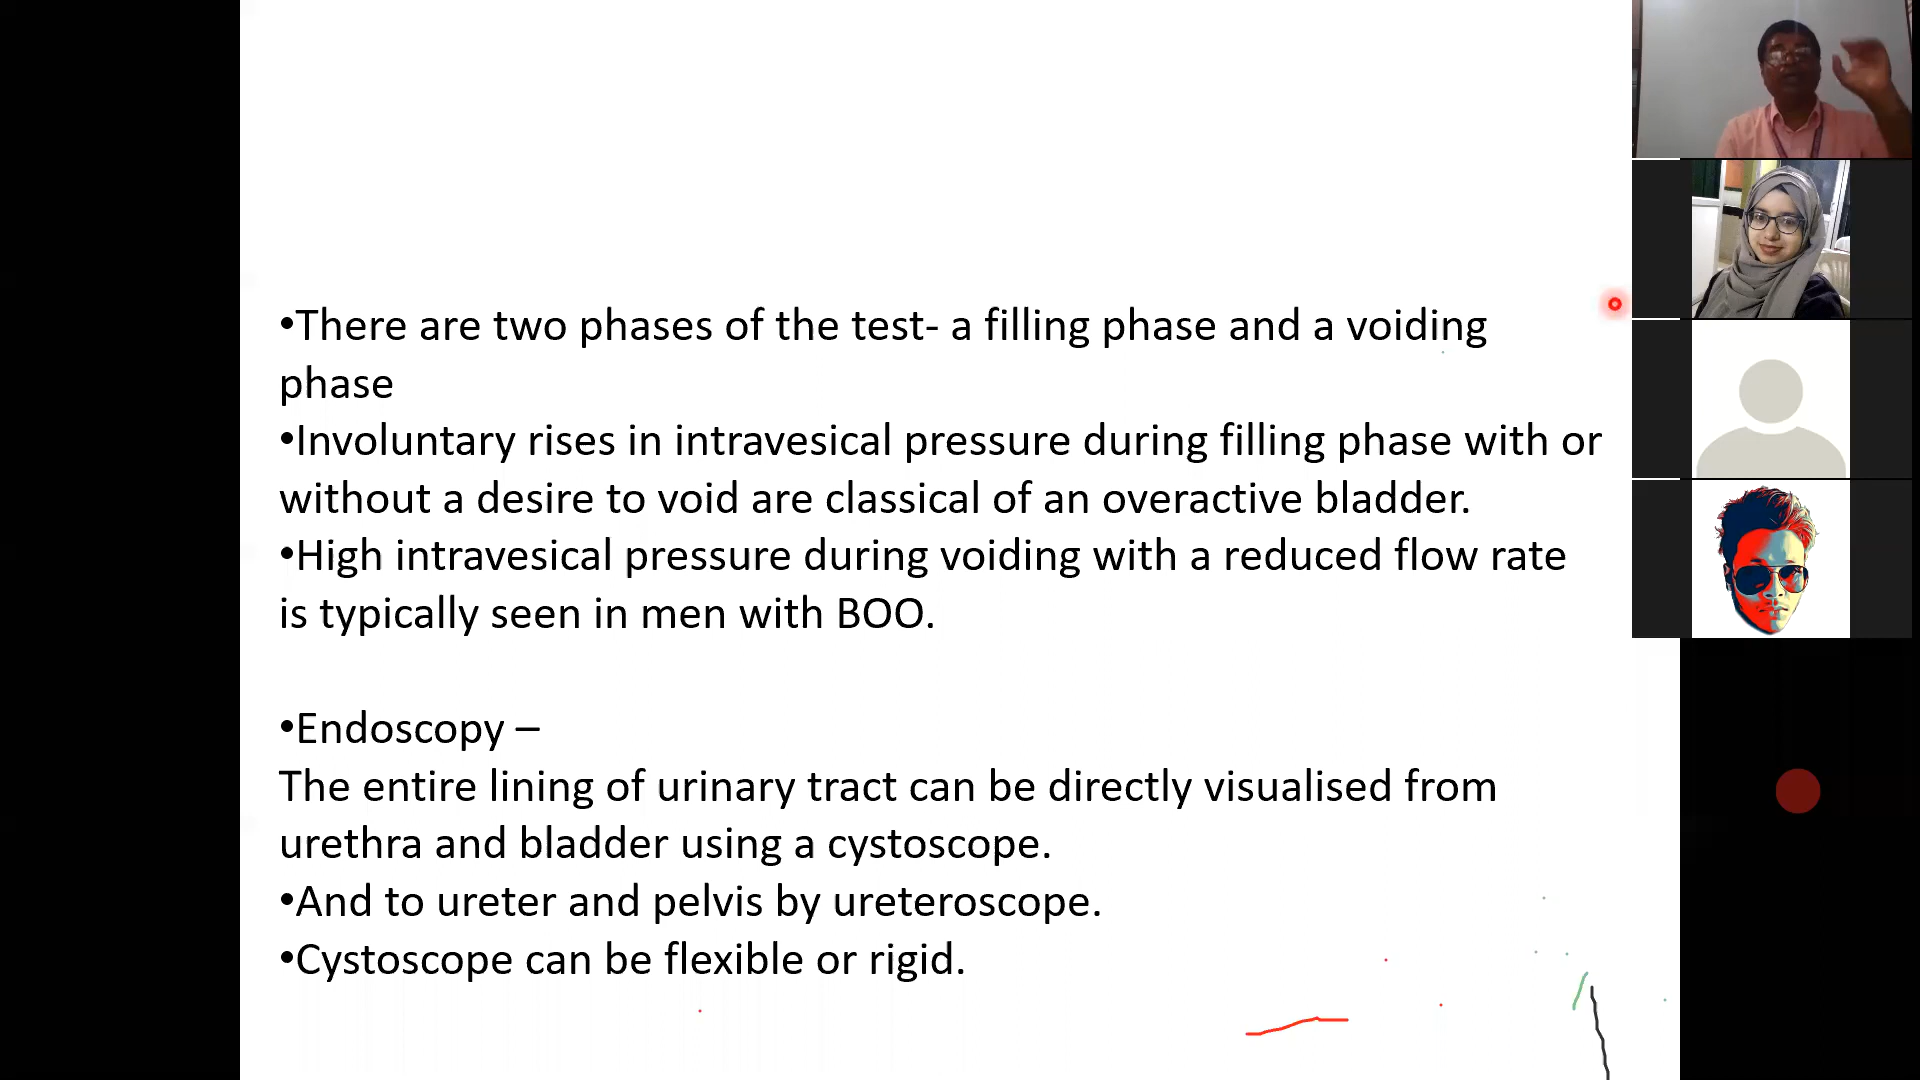 •There are two phases of the test- a filling phase and a voiding
phase
•Involuntary rises in intravesical pressure during filling phase with or
without a desire to void are classical of an overactive bladder.
•High intravesical pressure during voiding with a reduced flow rate
is typically seen in men with BOO.
•Endoscopy –
The entire lining of urinary tract can be directly visualised from
urethra and bladder using a cystoscope.
•And to ureter and pelvis by ureteroscope.
•Cystoscope can be flexible or rigid.